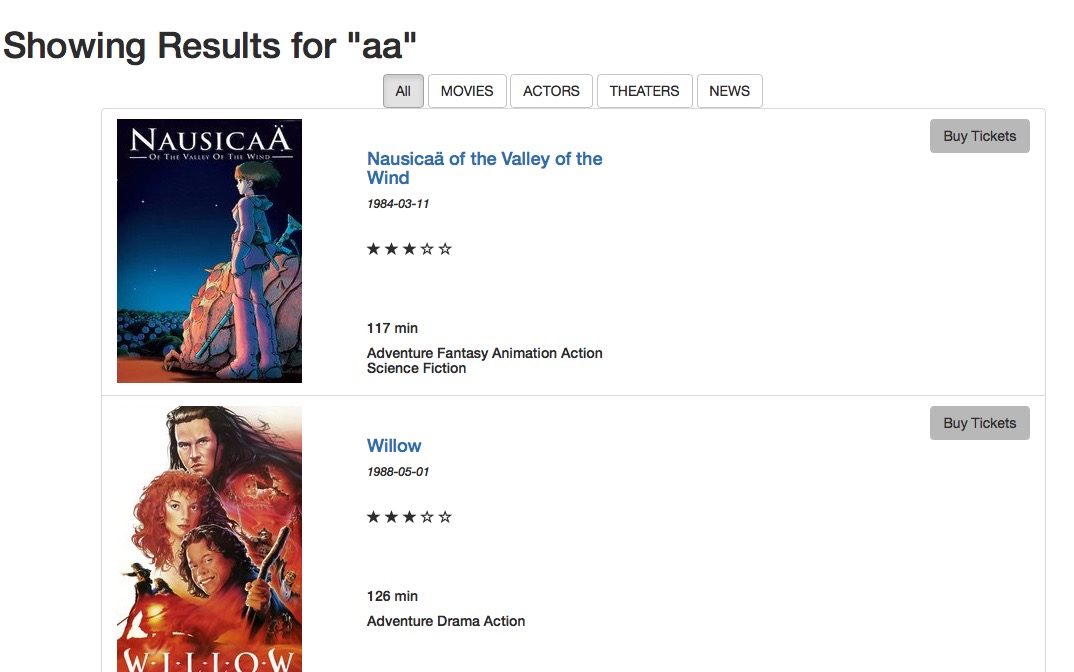 Showing Results for "aa"
All MOVIES ACTORS THEATERS NEWS
NAUSICAÄ
OF THE VALLEY OF THE WIND
Buy Tickets
Nausicaä of the Valley of the
Wind
1984-03-11
117 min
Adventure Fantasy Animation Action
Science Fiction
Buy Tickets
Willow
1988-05-01
126 min
Adventure Drama Action
W·I·L·L·O·W